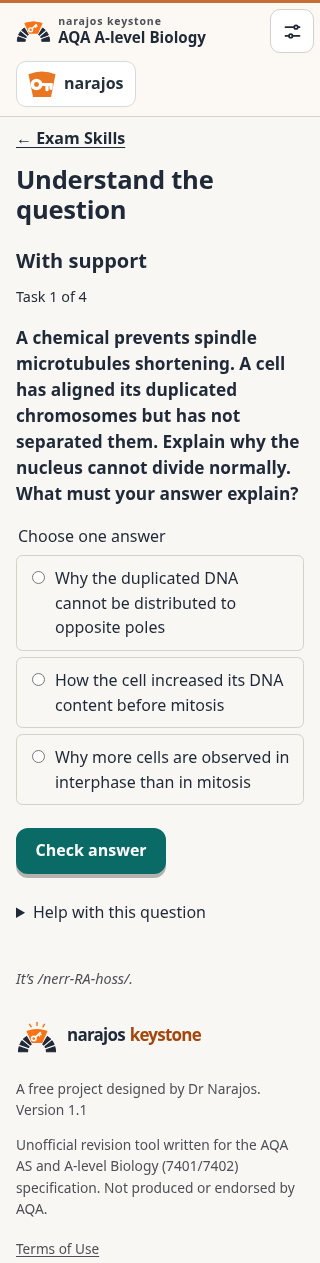 narajos keystone
AQA A-level Biology
narajos
← Exam Skills
Understand the
question
With support
Task 1 of 4
A chemical prevents spindle
microtubules shortening. A cell
has aligned its duplicated
chromosomes but has not
separated them. Explain why the
nucleus cannot divide normally.
What must your answer explain?
Choose one answer
Why the duplicated DNA
cannot be distributed to
opposite poles
How the cell increased its DNA
content before mitosis
Why more cells are observed in
interphase than in mitosis
Check answer
Help with this question
It’s /nerr-RA-hoss/.
narajos keystone
A free project designed by Dr Narajos.
Version 1.1
Unofficial revision tool written for the AQA
AS and A-level Biology (7401/7402)
specification. Not produced or endorsed by
AQA.
Terms of Use